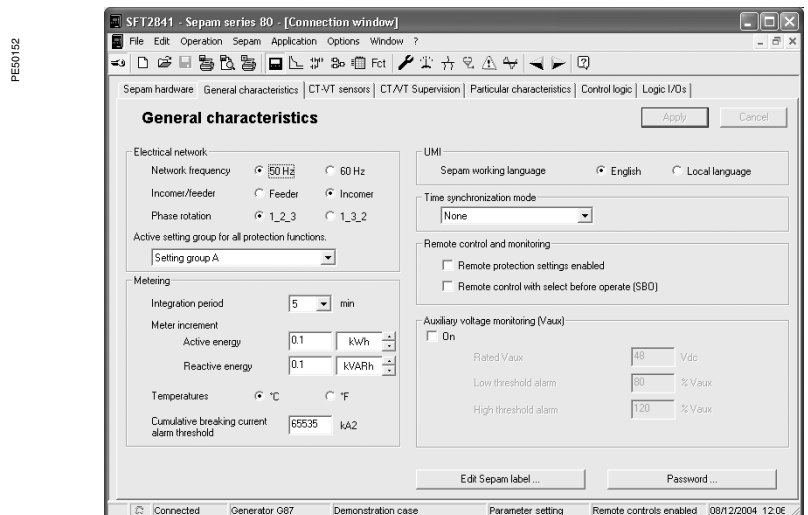 PE50152
SFT2841 - Sepam series 80 - [Connection window]
File Edit Operation Sepam Application Options Window ?
Fct
Sepam hardware General characteristics CT-VT sensors CT/VT Supervision Particular characteristics Control logic Logic I/Os
General characteristics
Apply Cancel
Electrical network
Network frequency 50 Hz 60 Hz
Incomer/feeder Feeder Incomer
Phase rotation 1_2_3 1_3_2
Active setting group for all protection functions.
Setting group A
Metering
Integration period 5 min
Meter increment
Active energy 0.1 kWh
Reactive energy 0.1 kVARh
Temperatures °C °F
Cumulative breaking current
alarm threshold 65535 kA2
UMI
Sepam working language English Local language
Time synchronization mode
None
Remote control and monitoring
Remote protection settings enabled
Remote control with select before operate (SBO)
Auxiliary voltage monitoring (Vaux)
On
Rated Vaux 48 Vdc
Low threshold alarm 80 % Vaux
High threshold alarm 120 % Vaux
Edit Sepam label ... Password ...
Connected Generator G87 Demonstration case Parameter setting Remote controls enabled 08/12/2004 12:06